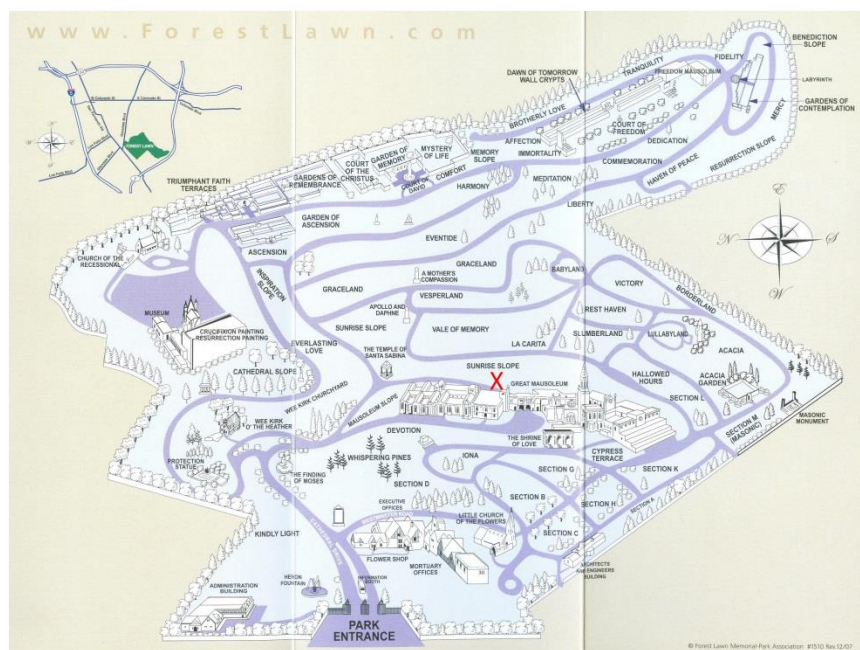 www.ForestLawn.com
FOREST LAWN
BENEDICTION
SLOPE
FIDELITY
LABYRINTH
GARDENS OF
CONTEMPLATION
MERCY
TRANQUILITY
FREEDOM MAUSOLEUM
DAWN OF TOMORROW
WALL CRYPTS
BROTHERLY LOVE
COURT OF
FREEDOM
AFFECTION
IMMORTALITY
DEDICATION
COMMEMORATION
HAVEN OF PEACE
RESURRECTION SLOPE
MYSTERY
OF LIFE
MEMORY
SLOPE
GARDEN OF
MEMORY
COURT
OF THE
CHRISTUS
GARDENS OF
REMEMBRANCE
COURT OF
DAVID
COMFORT
HARMONY
MEDITATION
LIBERTY
TRIUMPHANT FAITH
TERRACES
GARDEN OF
ASCENSION
ASCENSION
EVENTIDE
E
N
S
W
CHURCH OF THE
RECESSIONAL
INSPIRATION
SLOPE
GRACELAND
A MOTHER'S
COMPASSION
GRACELAND
BABYLAND
VICTORY
BORDERLAND
VESPERLAND
APOLLO AND
DAPHNE
REST HAVEN
MUSEUM
CRUCIFIXION PAINTING
RESURRECTION PAINTING
SUNRISE SLOPE
VALE OF MEMORY
LA CARITA
SLUMBERLAND
LULLABYLAND
EVERLASTING
LOVE
THE TEMPLE OF
SANTA SABINA
ACACIA
CATHEDRAL SLOPE
SUNRISE SLOPE
X
GREAT MAUSOLEUM
HALLOWED
HOURS
ACACIA
GARDEN
WEE KIRK CHURCHYARD
MAUSOLEUM SLOPE
SECTION L
WEE KIRK
O' THE HEATHER
SECTION M
(MASONIC)
MASONIC
MONUMENT
DEVOTION
THE SHRINE
OF LOVE
CYPRESS
TERRACE
WHISPERING PINES
IONA
PROTECTION
STATUE
THE FINDING
OF MOSES
SECTION D
SECTION G
SECTION K
SECTION B
SECTION H
SECTION A
EXECUTIVE
OFFICES
LITTLE CHURCH
OF THE FLOWERS
SECTION C
KINDLY LIGHT
CATHEDRAL DRIVE
FLOWER SHOP
MORTUARY
OFFICES
ARCHITECTS
AND ENGINEERS
BUILDING
ADMINISTRATION
BUILDING
HERON
FOUNTAIN
INFORMATION
BOOTH
PARK
ENTRANCE
© Forest Lawn Memorial-Park Association #1510 Rev.12/07